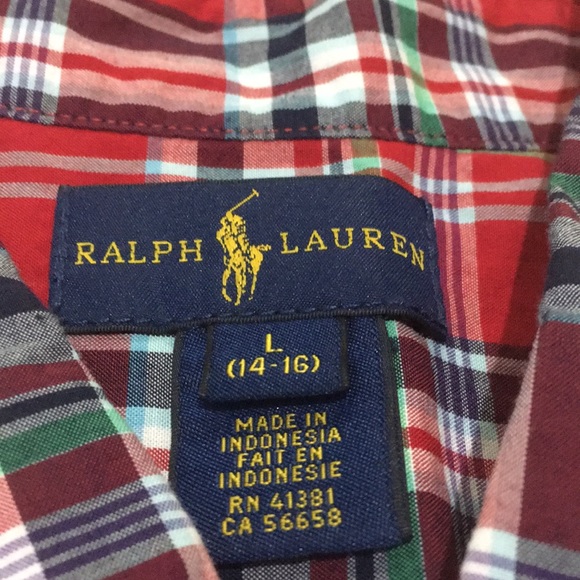 RALPH LAUREN
L
(14-16)
MADE IN
INDONESIA
FAIT EN
INDONESIE
RN 41381
CA 56658